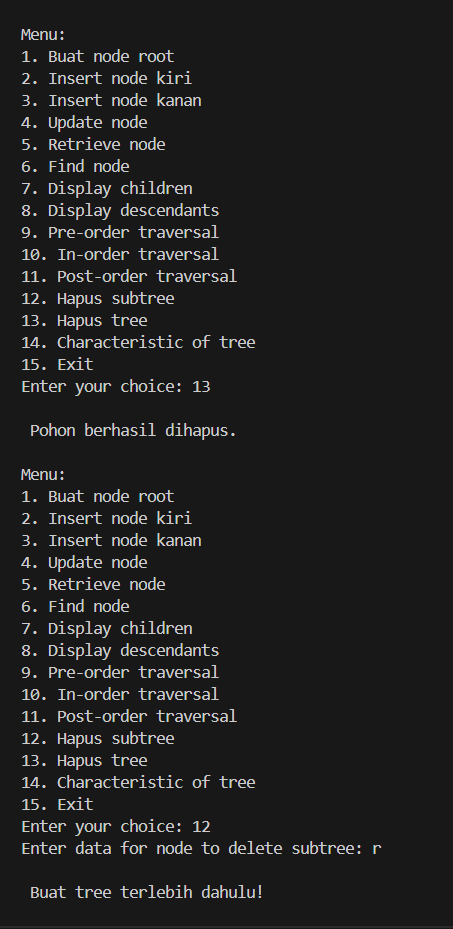 Menu:
1. Buat node root
2. Insert node kiri
3. Insert node kanan
4. Update node
5. Retrieve node
6. Find node
7. Display children
8. Display descendants
9. Pre-order traversal
10. In-order traversal
11. Post-order traversal
12. Hapus subtree
13. Hapus tree
14. Characteristic of tree
15. Exit
Enter your choice: 13
Pohon berhasil dihapus.
Menu:
1. Buat node root
2. Insert node kiri
3. Insert node kanan
4. Update node
5. Retrieve node
6. Find node
7. Display children
8. Display descendants
9. Pre-order traversal
10. In-order traversal
11. Post-order traversal
12. Hapus subtree
13. Hapus tree
14. Characteristic of tree
15. Exit
Enter your choice: 12
Enter data for node to delete subtree: r
Buat tree terlebih dahulu!